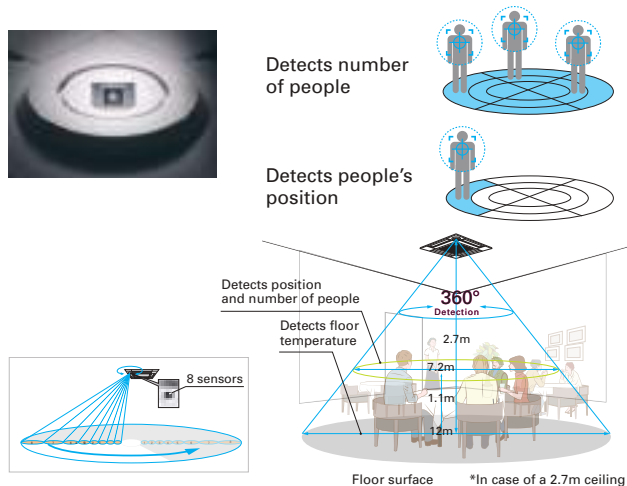 Detects number
of people
Detects people's
position
Detects position
and number of people
360°
Detection
Detects floor
temperature
2.7m
7.2m
1.1m
12m
8 sensors
Floor surface
*In case of a 2.7m ceiling